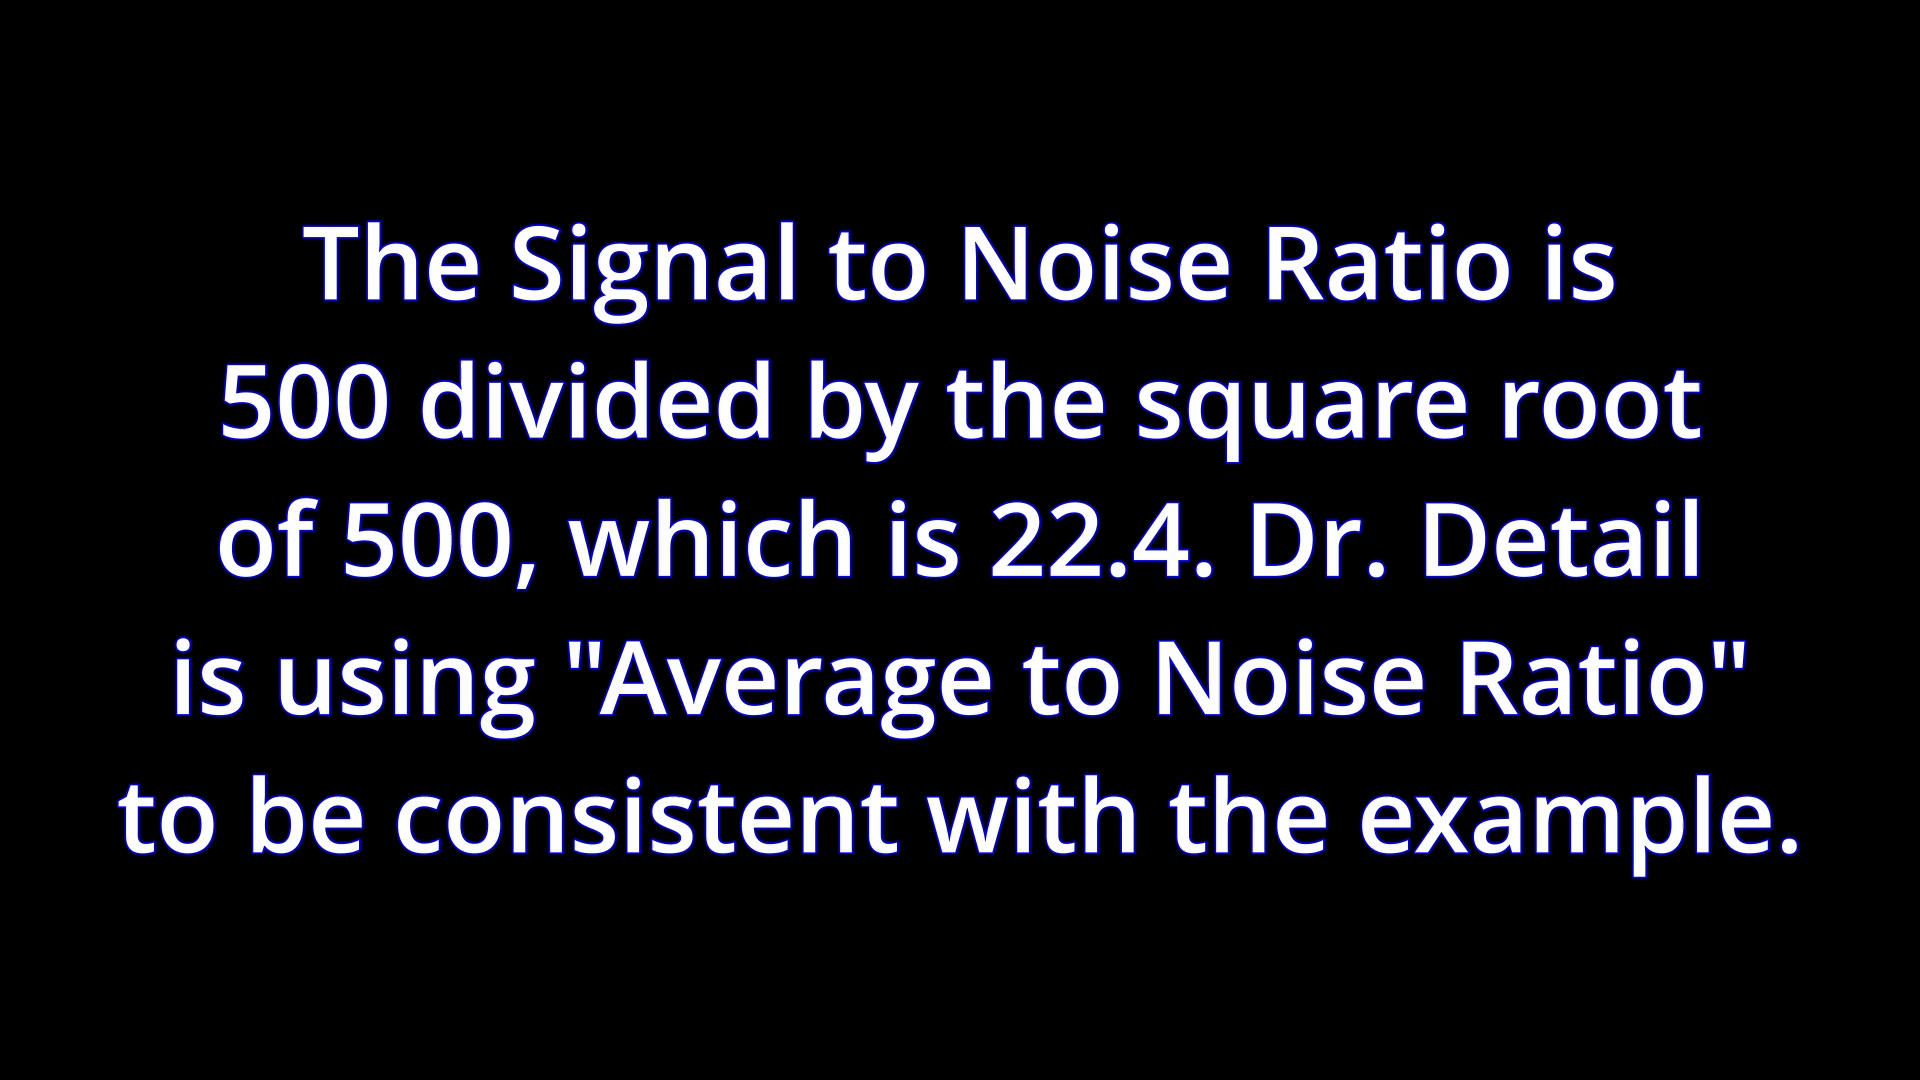 The Signal to Noise Ratio is
500 divided by the square root
of 500, which is 22.4. Dr. Detail
is using "Average to Noise Ratio"
to be consistent with the example.